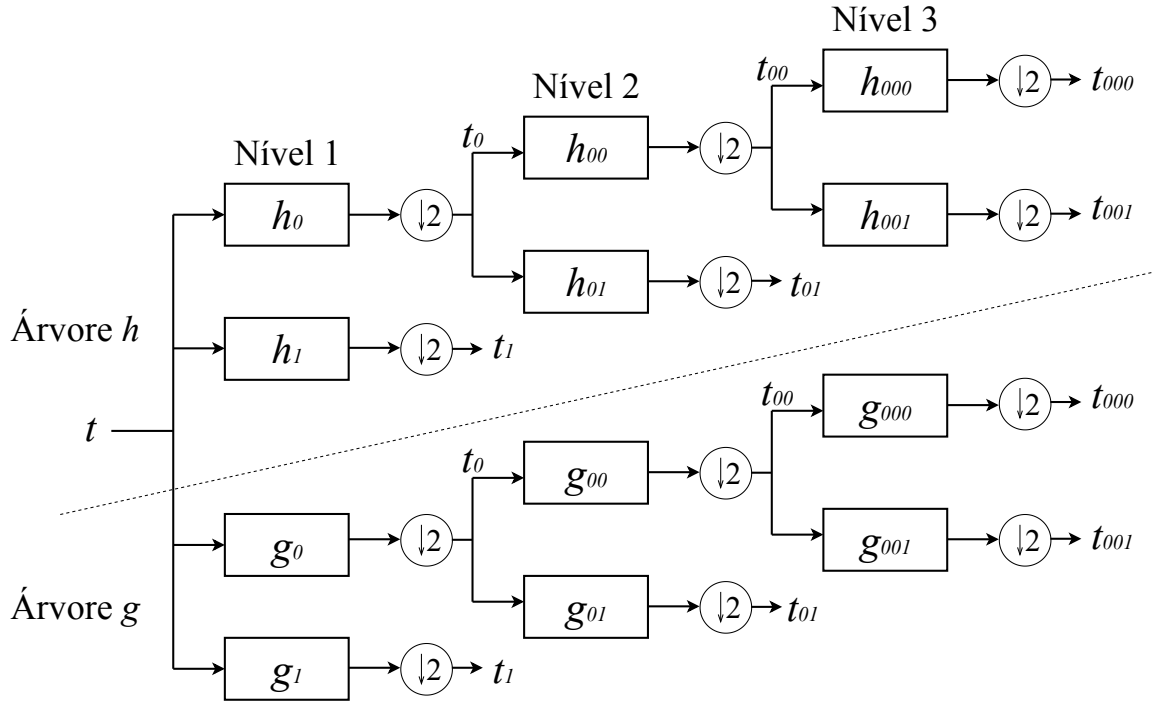 Nível 3
t000
h000
↓2
t000
Nível 2
t0
h00
↓2
Nível 1
h0
↓2
h001
↓2
t001
h01
↓2
t01
Árvore h
h1
↓2
t1
t
t00
g000
↓2
t000
t0
g00
↓2
g0
↓2
g001
↓2
t001
Árvore g
g01
↓2
t01
g1
↓2
t1